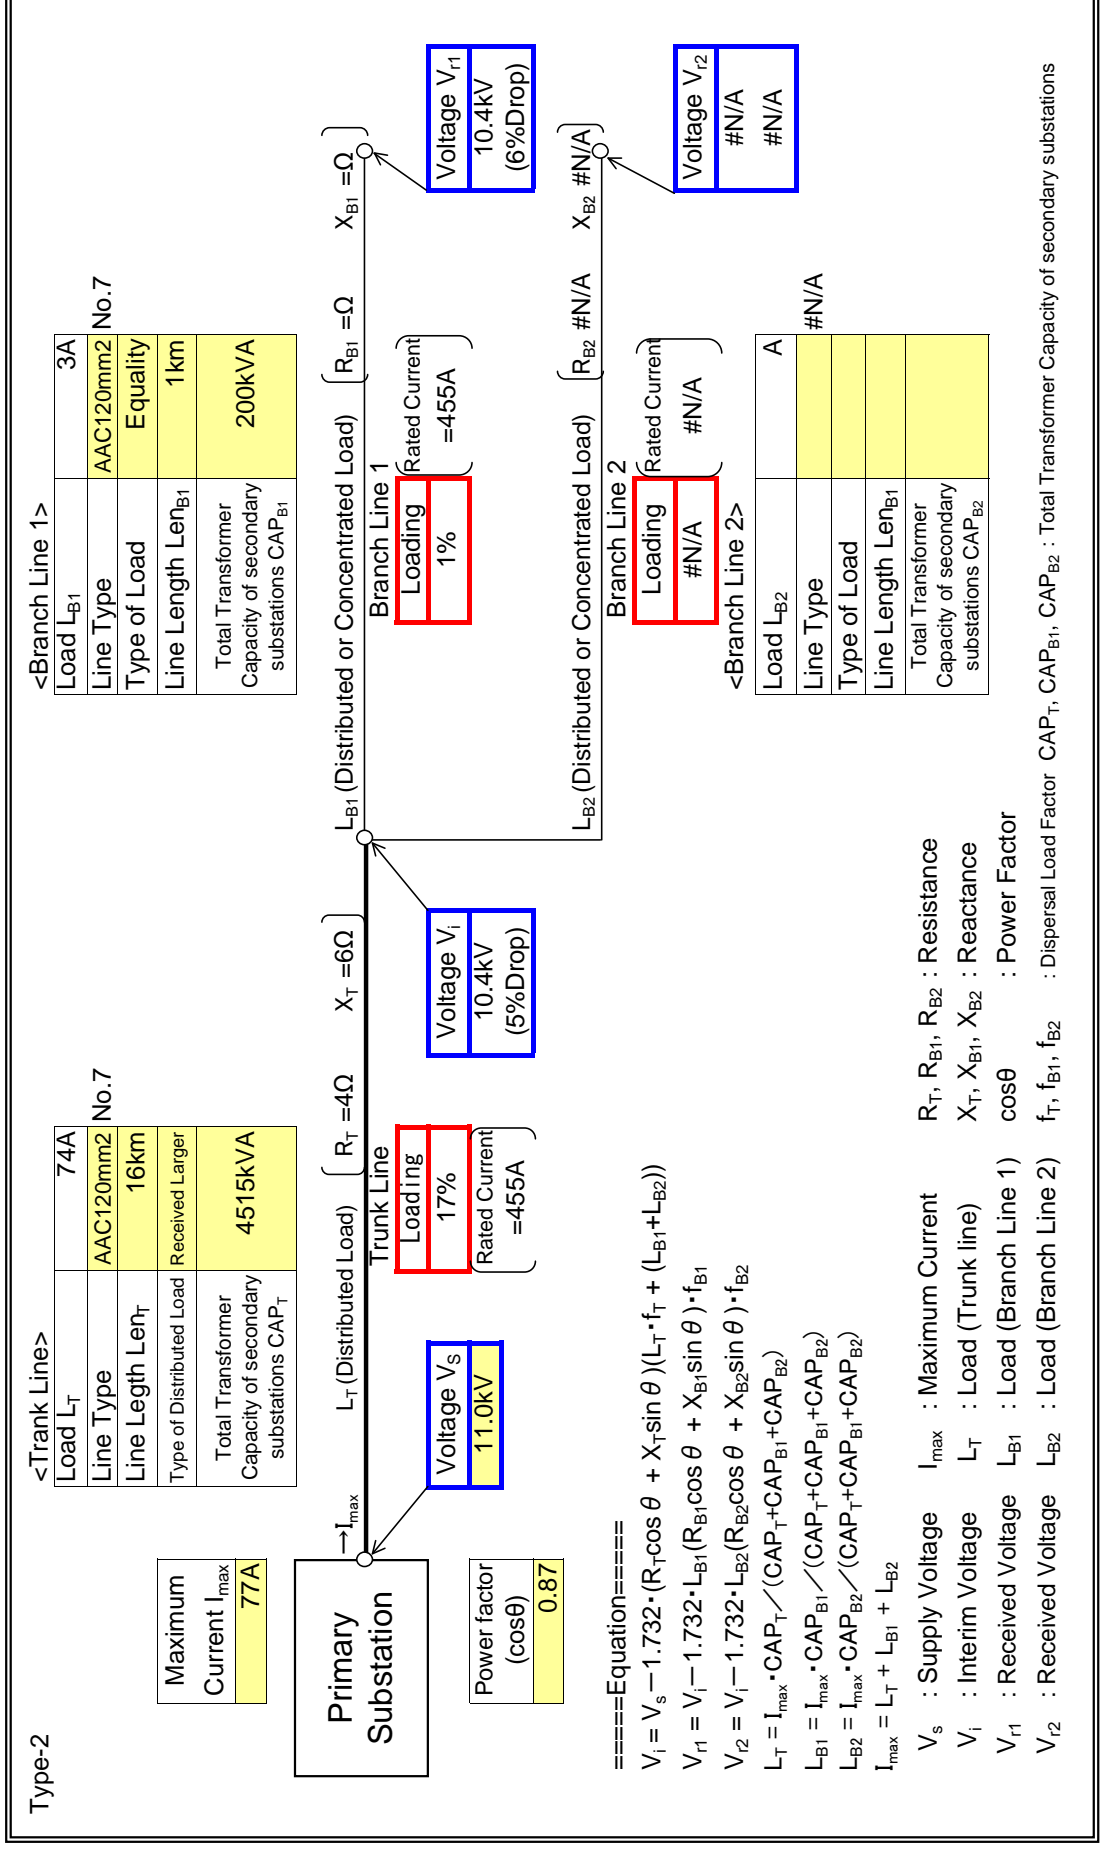 Type-2
<Trank Line>
Load L_T 74A
Line Type AAC120mm2 No.7
Line Legth Len_T 16km
Type of Distributed Load Received Larger
Total Transformer
Capacity of secondary
substations CAP_T
4515kVA
<Branch Line 1>
Load L_B1 3A
Line Type AAC120mm2 No.7
Type of Load Equality
Line Length Len_B1 1km
Total Transformer
Capacity of secondary
substations CAP_B1
200kVA
Maximum
Current I_max
77A
Primary
Substation
→I_max
L_T (Distributed Load)
R_T =4Ω X_T =6Ω
L_B1 (Distributed or Concentrated Load)
R_B1 =Ω X_B1 =Ω
Trunk Line
Loading
17%
Rated Current
=455A
Branch Line 1
Loading
1%
Rated Current
=455A
Voltage V_S
11.0kV
Voltage V_i
10.4kV
(5%Drop)
Voltage V_r1
10.4kV
(6%Drop)
Power factor
(cosθ)
0.87
L_B2 (Distributed or Concentrated Load)
R_B2 #N/A X_B2 #N/A
Branch Line 2
Loading
#N/A
Rated Current
#N/A
Voltage V_r2
#N/A
#N/A
<Branch Line 2>
Load L_B2 A
Line Type #N/A
Type of Load
Line Length Len_B1
Total Transformer
Capacity of secondary
substations CAP_B2
=====Equation=====
V_i = V_s－1.732･(R_Tcosθ + X_Tsinθ)(L_T･f_T + (L_B1+L_B2))
V_r1 = V_i－1.732･L_B1(R_B1cosθ + X_B1sinθ)･f_B1
V_r2 = V_i－1.732･L_B2(R_B2cosθ + X_B2sinθ)･f_B2
L_T = I_max･CAP_T／(CAP_T+CAP_B1+CAP_B2)
L_B1 = I_max･CAP_B1／(CAP_T+CAP_B1+CAP_B2)
L_B2 = I_max･CAP_B2／(CAP_T+CAP_B1+CAP_B2)
I_max = L_T + L_B1 + L_B2
V_s : Supply Voltage I_max : Maximum Current R_T, R_B1, R_B2 : Resistance
V_i : Interim Voltage L_T : Load (Trunk line) X_T, X_B1, X_B2 : Reactance
V_r1 : Received Voltage L_B1 : Load (Branch Line 1) cosθ : Power Factor
V_r2 : Received Voltage L_B2 : Load (Branch Line 2) f_T, f_B1, f_B2 : Dispersal Load Factor CAP_T, CAP_B1, CAP_B2 : Total Transformer Capacity of secondary substations